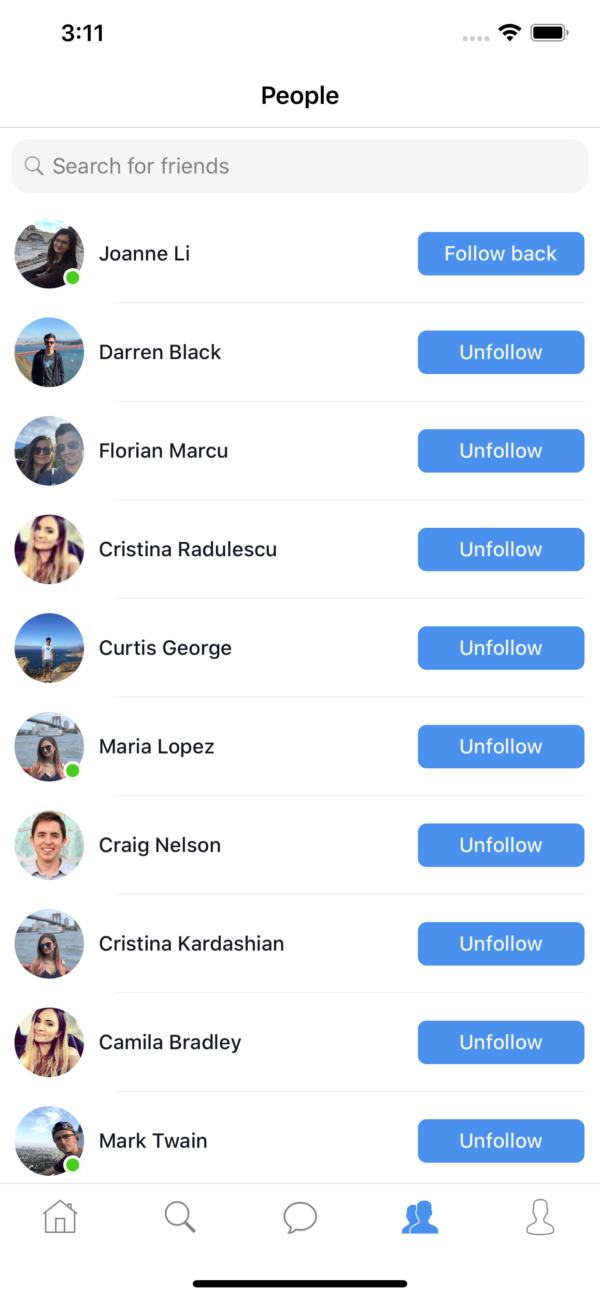 3:11
People
Search for friends
Joanne Li
Follow back
Darren Black
Unfollow
Florian Marcu
Unfollow
Cristina Radulescu
Unfollow
Curtis George
Unfollow
Maria Lopez
Unfollow
Craig Nelson
Unfollow
Cristina Kardashian
Unfollow
Camila Bradley
Unfollow
Mark Twain
Unfollow